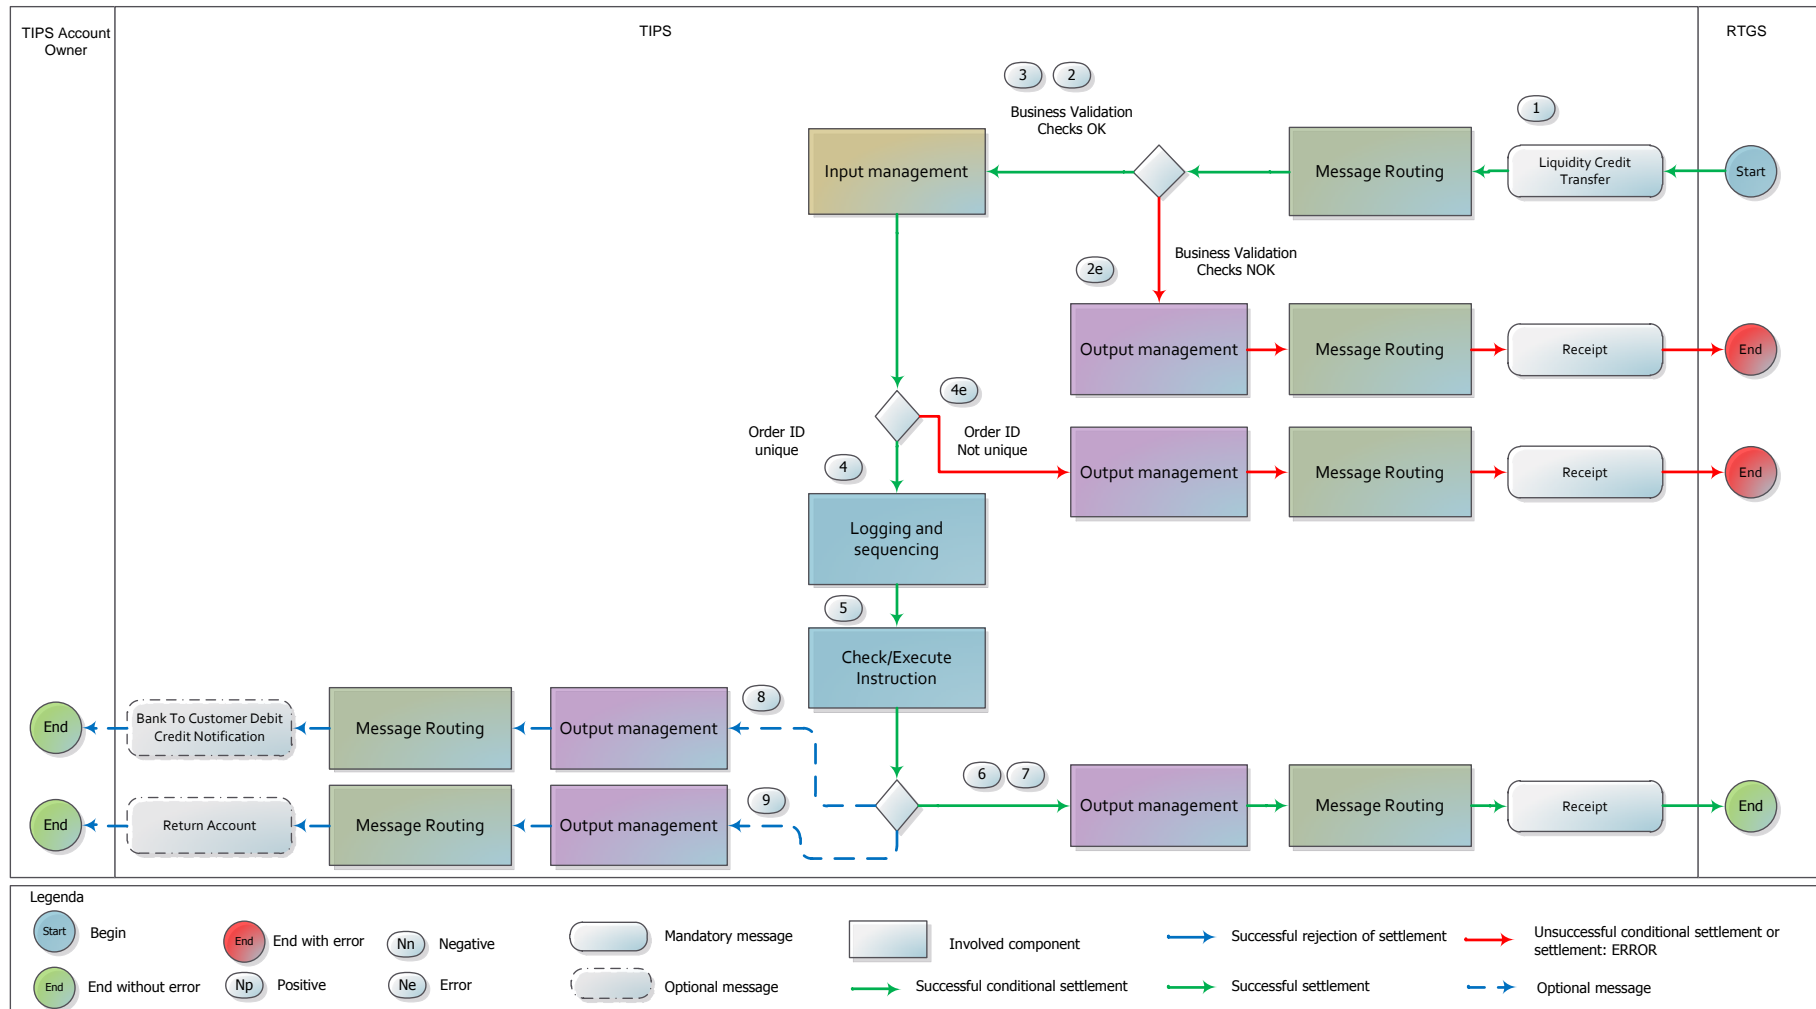 TIPS Account
Owner
TIPS
RTGS
3
2
1
Business Validation
Checks OK
Input management
Message Routing
Liquidity Credit
Transfer
Start
Business Validation
Checks NOK
2e
Output management
Message Routing
Receipt
End
4e
Order ID
unique
Order ID
Not unique
4
Output management
Message Routing
Receipt
End
Logging and
sequencing
5
Check/Execute
Instruction
End
Bank To Customer Debit
Credit Notification
Message Routing
Output management
8
6
7
End
Return Account
Message Routing
Output management
9
Output management
Message Routing
Receipt
End
Legenda
Start
Begin
End
End with error
Nn
Negative
Mandatory message
Involved component
Successful rejection of settlement
Unsuccessful conditional settlement or
settlement: ERROR
End
End without error
Np
Positive
Ne
Error
Optional message
Successful conditional settlement
Successful settlement
Optional message